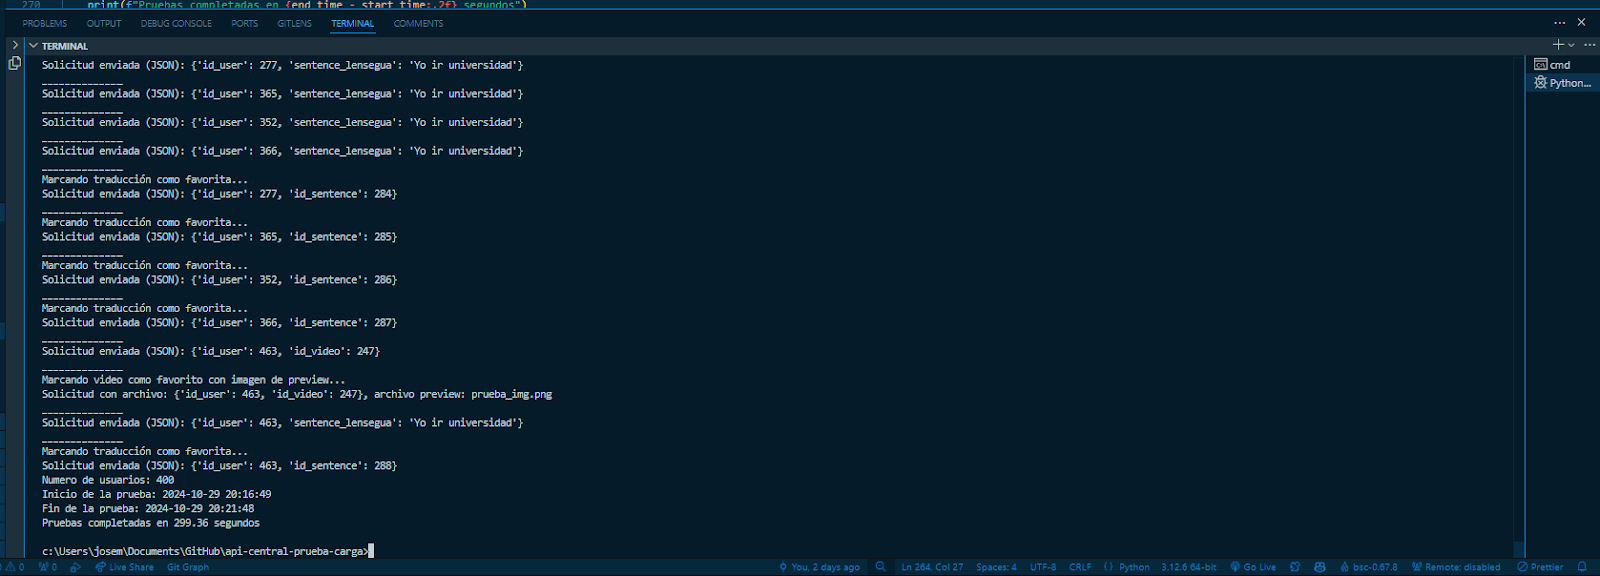 270 print(f"Pruebas completadas en {end_time - start_time:.2f} segundos")
PROBLEMS OUTPUT DEBUG CONSOLE PORTS GITLENS TERMINAL COMMENTS
TERMINAL
Solicitud enviada (JSON): {'id_user': 277, 'sentence_lensegua': 'Yo ir universidad'}
______________
Solicitud enviada (JSON): {'id_user': 365, 'sentence_lensegua': 'Yo ir universidad'}
______________
Solicitud enviada (JSON): {'id_user': 352, 'sentence_lensegua': 'Yo ir universidad'}
______________
Solicitud enviada (JSON): {'id_user': 366, 'sentence_lensegua': 'Yo ir universidad'}
______________
Marcando traducción como favorita...
Solicitud enviada (JSON): {'id_user': 277, 'id_sentence': 284}
______________
Marcando traducción como favorita...
Solicitud enviada (JSON): {'id_user': 365, 'id_sentence': 285}
______________
Marcando traducción como favorita...
Solicitud enviada (JSON): {'id_user': 352, 'id_sentence': 286}
______________
Marcando traducción como favorita...
Solicitud enviada (JSON): {'id_user': 366, 'id_sentence': 287}
______________
Solicitud enviada (JSON): {'id_user': 463, 'id_video': 247}
______________
Marcando video como favorito con imagen de preview...
Solicitud con archivo: {'id_user': 463, 'id_video': 247}, archivo preview: prueba_img.png
______________
Solicitud enviada (JSON): {'id_user': 463, 'sentence_lensegua': 'Yo ir universidad'}
______________
Marcando traducción como favorita...
Solicitud enviada (JSON): {'id_user': 463, 'id_sentence': 288}
Numero de usuarios: 400
Inicio de la prueba: 2024-10-29 20:16:49
Fin de la prueba: 2024-10-29 20:21:48
Pruebas completadas en 299.36 segundos
c:\Users\josem\Documents\GitHub\api-central-prueba-carga>
cmd
Python...
0 0 Live Share Git Graph You, 2 days ago Ln 264, Col 27 Spaces: 4 UTF-8 CRLF Python 3.12.6 64-bit Go Live bsc-0.67.8 Remote: disabled Prettier